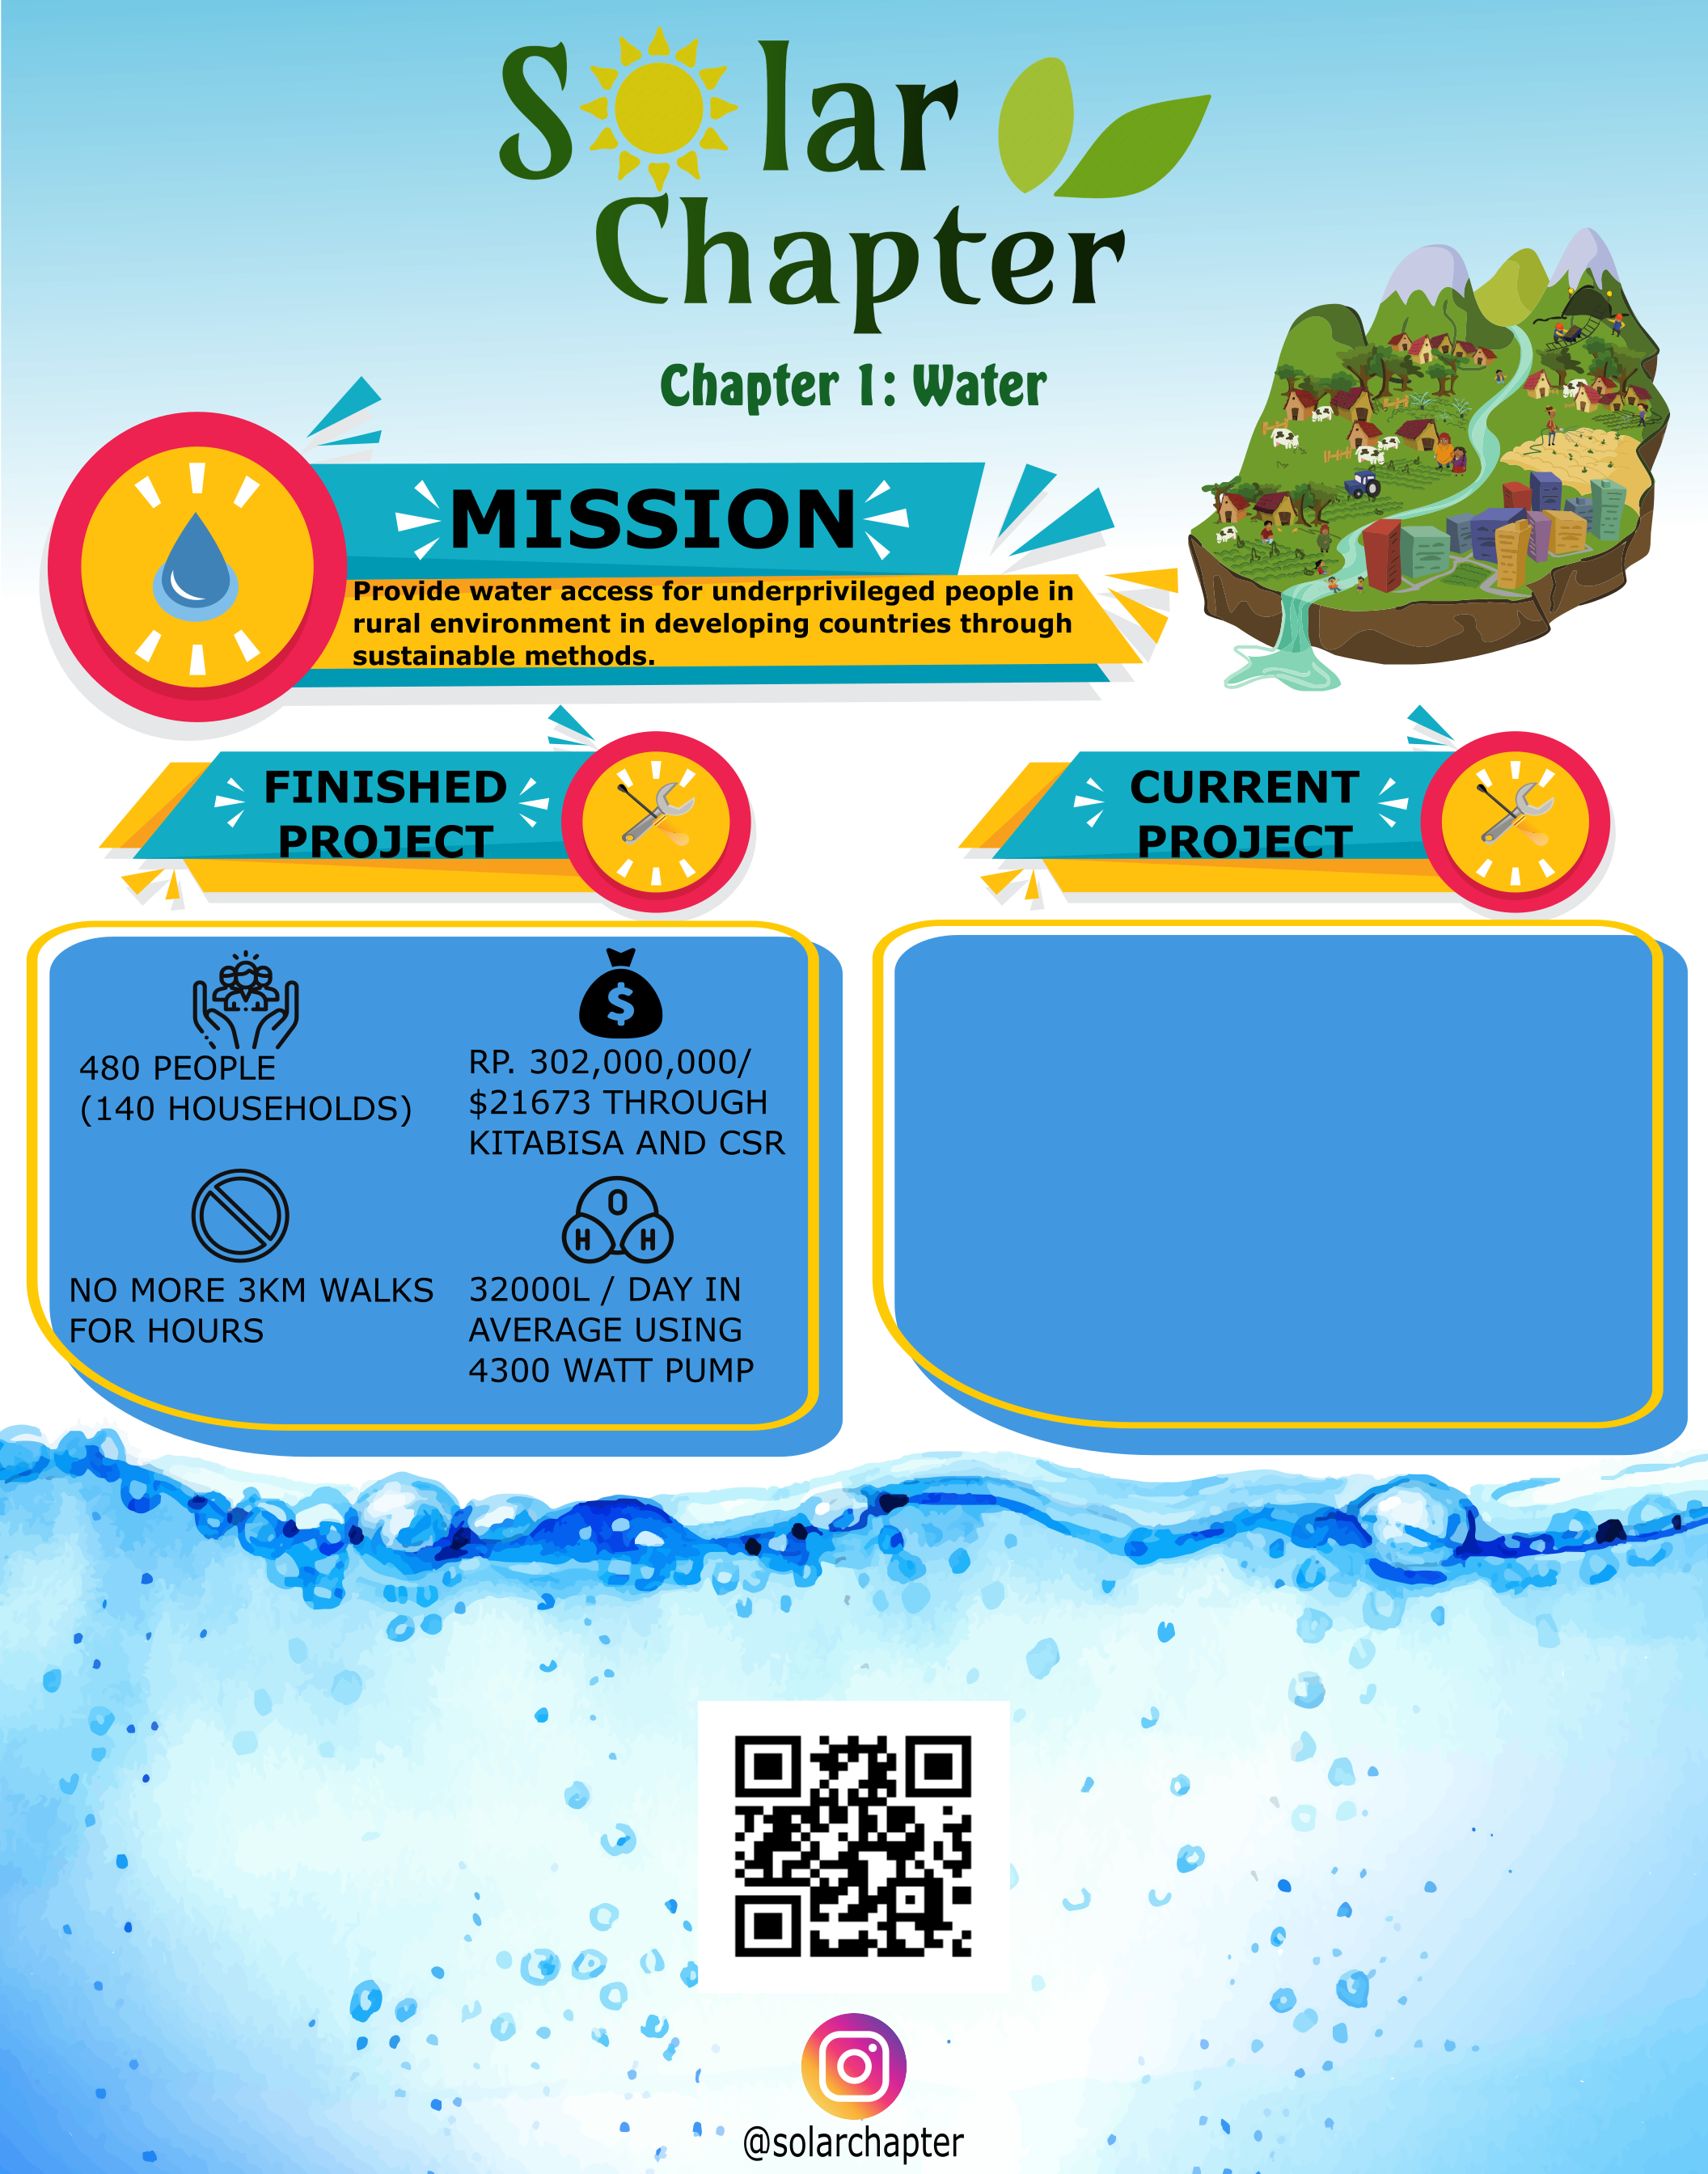 Solar
Chapter
Chapter 1: Water
MISSION
Provide water access for underprivileged people in
rural environment in developing countries through
sustainable methods.
FINISHED
PROJECT
CURRENT
PROJECT
480 PEOPLE
(140 HOUSEHOLDS)
$
RP. 302,000,000/
$21673 THROUGH
KITABISA AND CSR
NO MORE 3KM WALKS
FOR HOURS
O
H H
32000L / DAY IN
AVERAGE USING
4300 WATT PUMP
@solarchapter